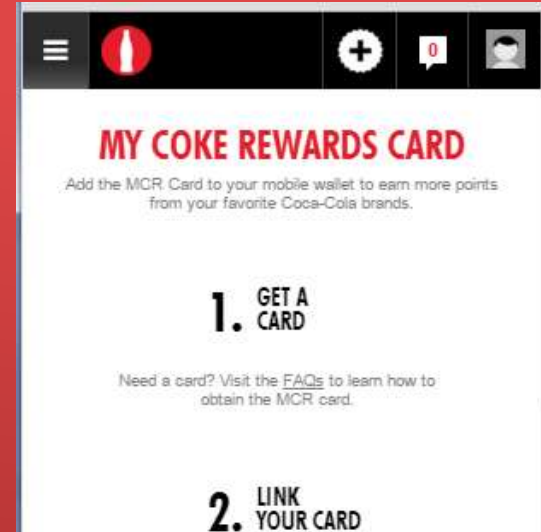 0
MY COKE REWARDS CARD
Add the MCR Card to your mobile wallet to earn more points
from your favorite Coca-Cola brands.
1. GET A
CARD
Need a card? Visit the FAQs to learn how to
obtain the MCR card.
2. LINK
YOUR CARD